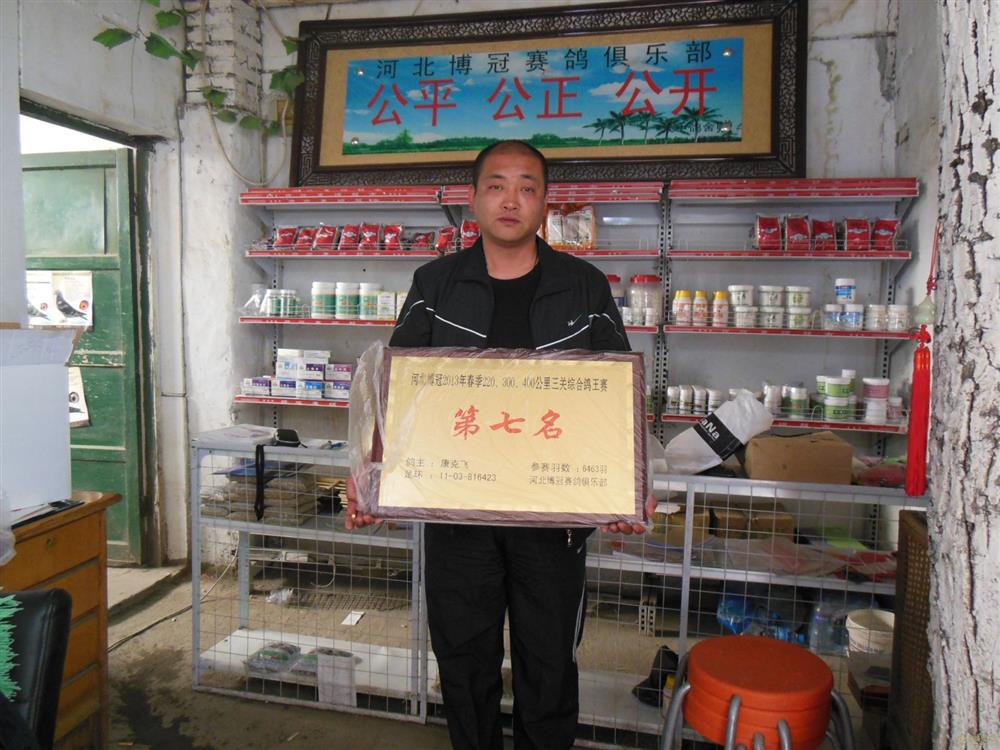 河北博冠赛鸽俱乐部
公平 公正 公开
河北博冠2013年春季220、300、400公里三关综合鸽王赛
第七名
鸽主：康克飞
参赛羽数：6463羽
足环：11-03-816423
河北博冠赛鸽俱乐部